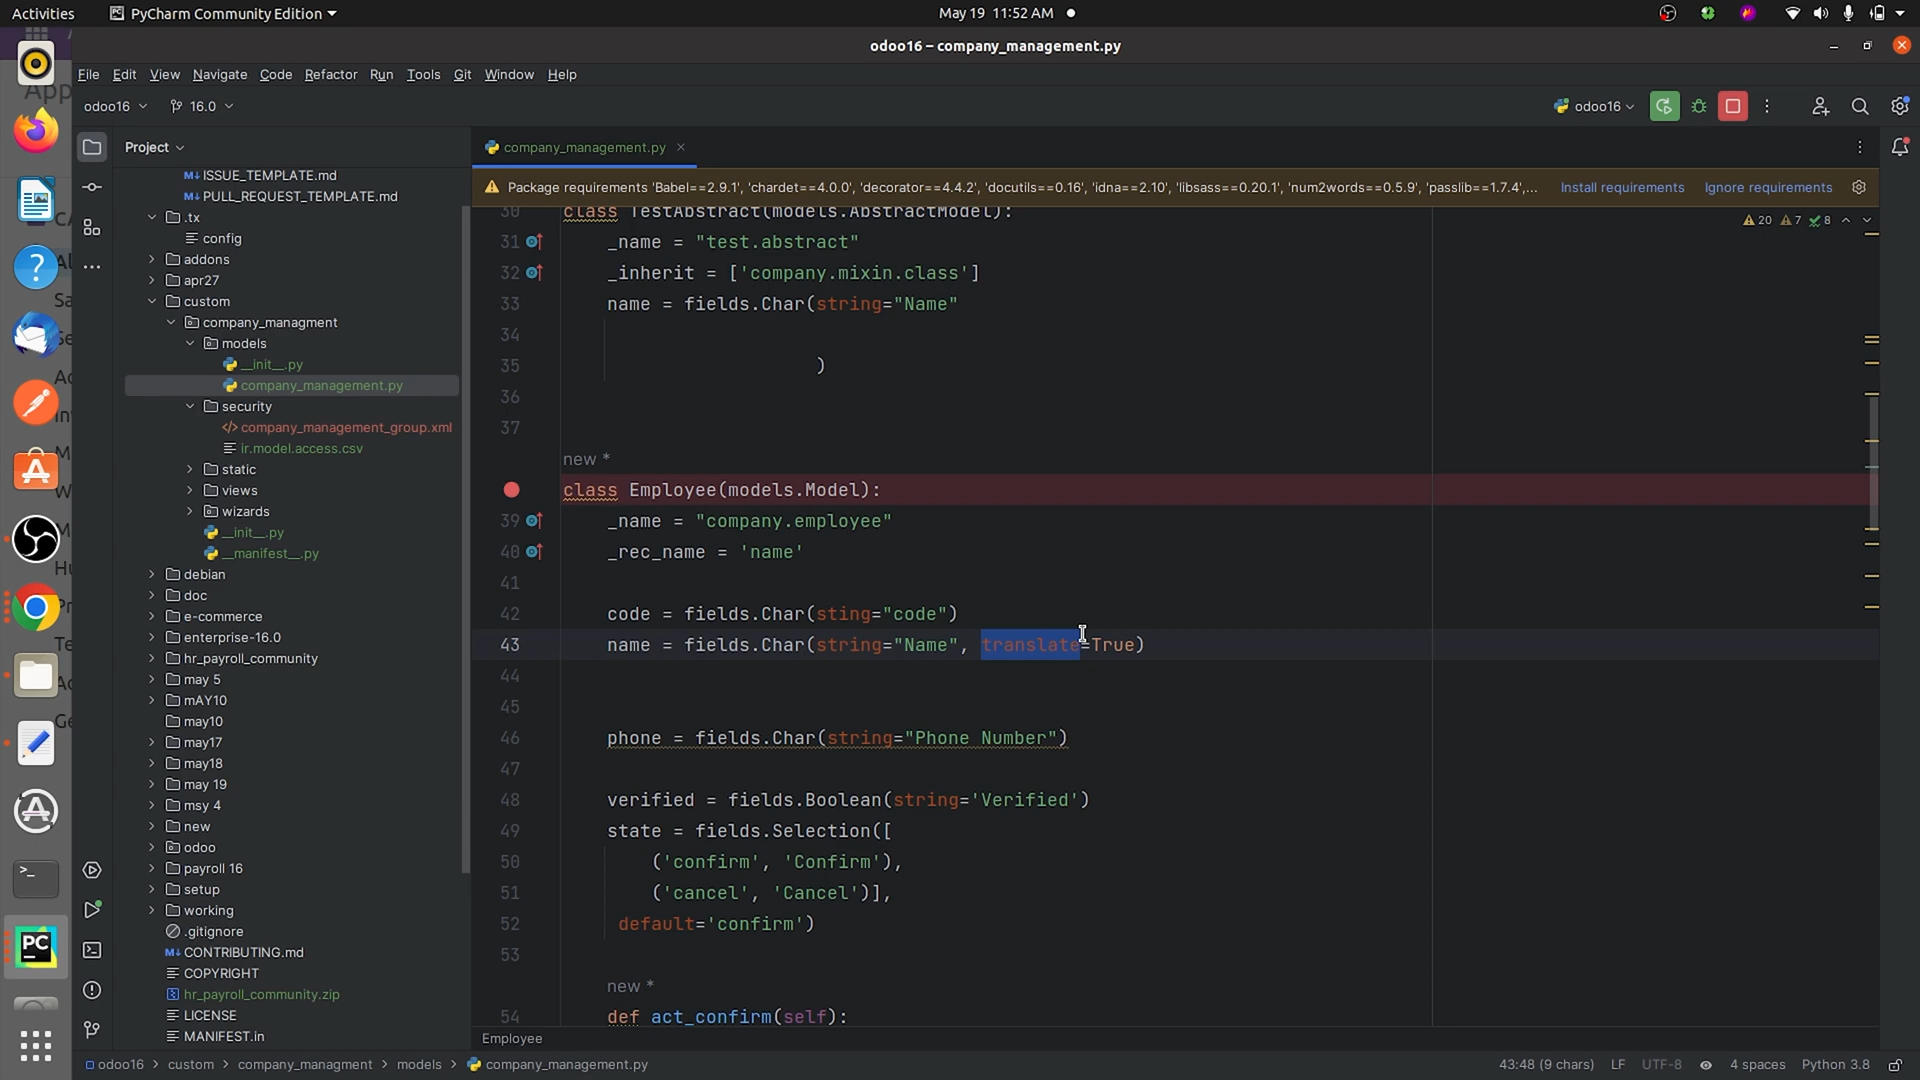 Activities
PyCharm Community Edition
May 19 11:52 AM
odoo16 – company_management.py
File Edit View Navigate Code Refactor Run Tools Git Window Help
odoo16
16.0
odoo16
Project
ISSUE_TEMPLATE.md
PULL_REQUEST_TEMPLATE.md
.tx
config
addons
apr27
custom
company_managment
models
__init__.py
company_management.py
security
company_management_group.xml
ir.model.access.csv
static
views
wizards
__init__.py
__manifest__.py
debian
doc
e-commerce
enterprise-16.0
hr_payroll_community
may 5
mAY10
may10
may17
may18
may 19
msy 4
new
odoo
payroll 16
setup
working
.gitignore
CONTRIBUTING.md
COPYRIGHT
hr_payroll_community.zip
LICENSE
MANIFEST.in
company_management.py
Package requirements 'Babel==2.9.1', 'chardet==4.0.0', 'decorator==4.4.2', 'docutils==0.16', 'idna==2.10', 'libsass==0.20.1', 'num2words==0.5.9', 'passlib==1.7.4',...
Install requirements
Ignore requirements
20 7 8
30 class TestAbstract(models.AbstractModel):
31 _name = "test.abstract"
32 _inherit = ['company.mixin.class']
33 name = fields.Char(string="Name"
34
35 )
36
37
new *
class Employee(models.Model):
39 _name = "company.employee"
40 _rec_name = 'name'
41
42 code = fields.Char(sting="code")
43 name = fields.Char(string="Name", translate=True)
44
45
46 phone = fields.Char(string="Phone Number")
47
48 verified = fields.Boolean(string='Verified')
49 state = fields.Selection([
50 ('confirm', 'Confirm'),
51 ('cancel', 'Cancel')],
52 default='confirm')
53
new *
54 def act_confirm(self):
Employee
odoo16 > custom > company_managment > models > company_management.py
43:48 (9 chars) LF UTF-8 4 spaces Python 3.8